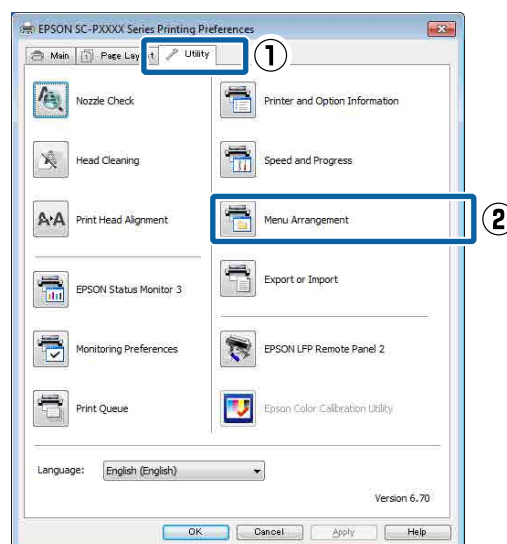 EPSON SC-PXXXX Series Printing Preferences
Main Page Lay t Utility ①
Nozzle Check
Printer and Option Information
Head Cleaning
Speed and Progress
Print Head Alignment
Menu Arrangement ②
EPSON Status Monitor 3
Export or Import
Monitoring Preferences
EPSON LFP Remote Panel 2
Print Queue
Epson Color Calibration Utility
Language: English (English)
Version 6.70
OK Cancel Apply Help